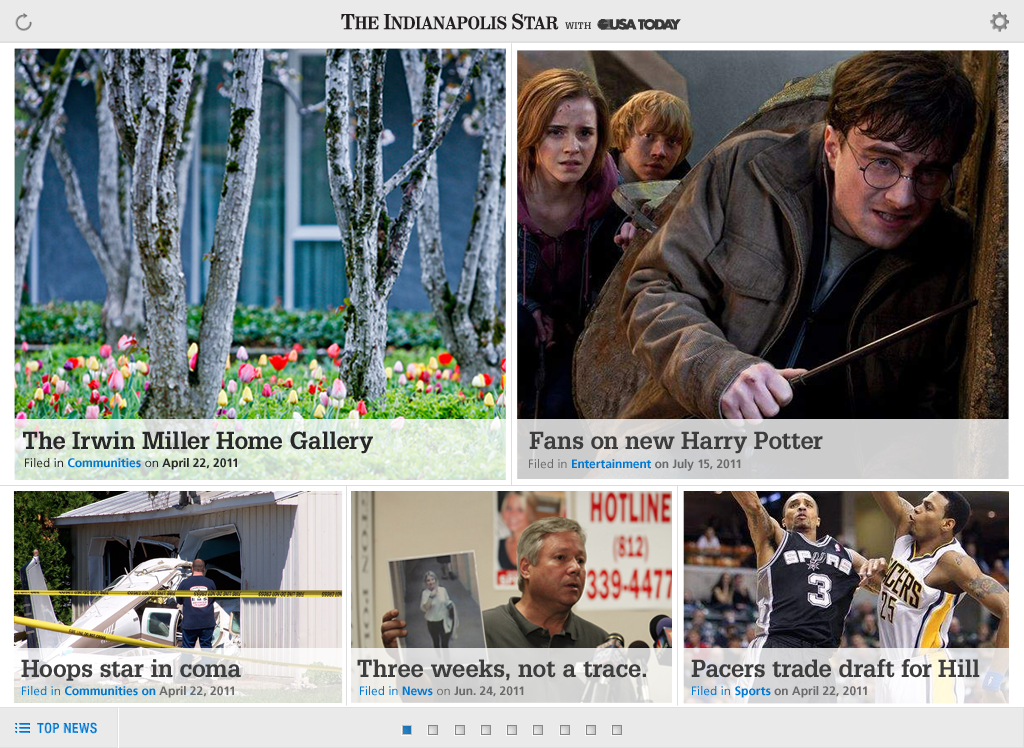 THE INDIANAPOLIS STAR WITH USA TODAY
The Irwin Miller Home Gallery
Filed in Communities on April 22, 2011
Fans on new Harry Potter
Filed in Entertainment on July 15, 2011
Hoops star in coma
Filed in Communities on April 22, 2011
HOTLINE
(812)
339-4477
Three weeks, not a trace.
Filed in News on Jun. 24, 2011
SPURS
3
PACERS
25
Pacers trade draft for Hill
Filed in Sports on April 22, 2011
TOP NEWS